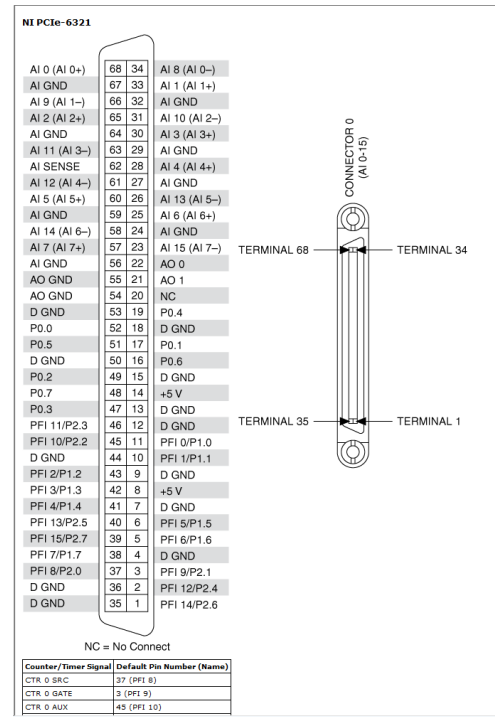 NI PCIe-6321
AI 0 (AI 0+) 68 34 AI 8 (AI 0–)
AI GND 67 33 AI 1 (AI 1+)
AI 9 (AI 1–) 66 32 AI GND
AI 2 (AI 2+) 65 31 AI 10 (AI 2–)
AI GND 64 30 AI 3 (AI 3+)
AI 11 (AI 3–) 63 29 AI GND
AI SENSE 62 28 AI 4 (AI 4+)
AI 12 (AI 4–) 61 27 AI GND
AI 5 (AI 5+) 60 26 AI 13 (AI 5–)
AI GND 59 25 AI 6 (AI 6+)
AI 14 (AI 6–) 58 24 AI GND
AI 7 (AI 7+) 57 23 AI 15 (AI 7–)
AI GND 56 22 AO 0
AO GND 55 21 AO 1
AO GND 54 20 NC
D GND 53 19 P0.4
P0.0 52 18 D GND
P0.5 51 17 P0.1
D GND 50 16 P0.6
P0.2 49 15 D GND
P0.7 48 14 +5 V
P0.3 47 13 D GND
PFI 11/P2.3 46 12 D GND
PFI 10/P2.2 45 11 PFI 0/P1.0
D GND 44 10 PFI 1/P1.1
PFI 2/P1.2 43 9 D GND
PFI 3/P1.3 42 8 +5 V
PFI 4/P1.4 41 7 D GND
PFI 13/P2.5 40 6 PFI 5/P1.5
PFI 15/P2.7 39 5 PFI 6/P1.6
PFI 7/P1.7 38 4 D GND
PFI 8/P2.0 37 3 PFI 9/P2.1
D GND 36 2 PFI 12/P2.4
D GND 35 1 PFI 14/P2.6
NC = No Connect
CONNECTOR 0
(AI 0-15)
TERMINAL 68 TERMINAL 34
TERMINAL 35 TERMINAL 1
Counter/Timer Signal Default Pin Number (Name)
CTR 0 SRC 37 (PFI 8)
CTR 0 GATE 3 (PFI 9)
CTR 0 AUX 45 (PFI 10)